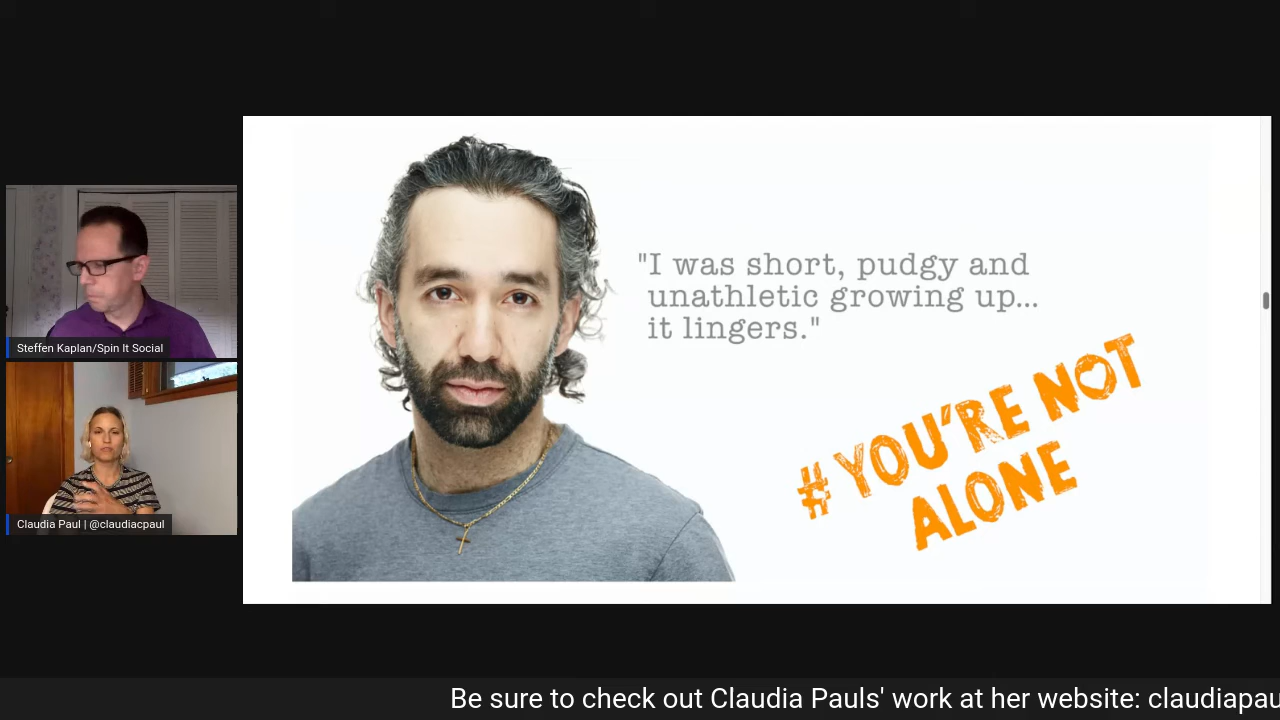 Steffen Kaplan/Spin It Social
Claudia Paul | @claudiacpaul
"I was short, pudgy and
unathletic growing up...
it lingers."
# YOU'RE NOT
ALONE
Be sure to check out Claudia Pauls' work at her website: claudiapau